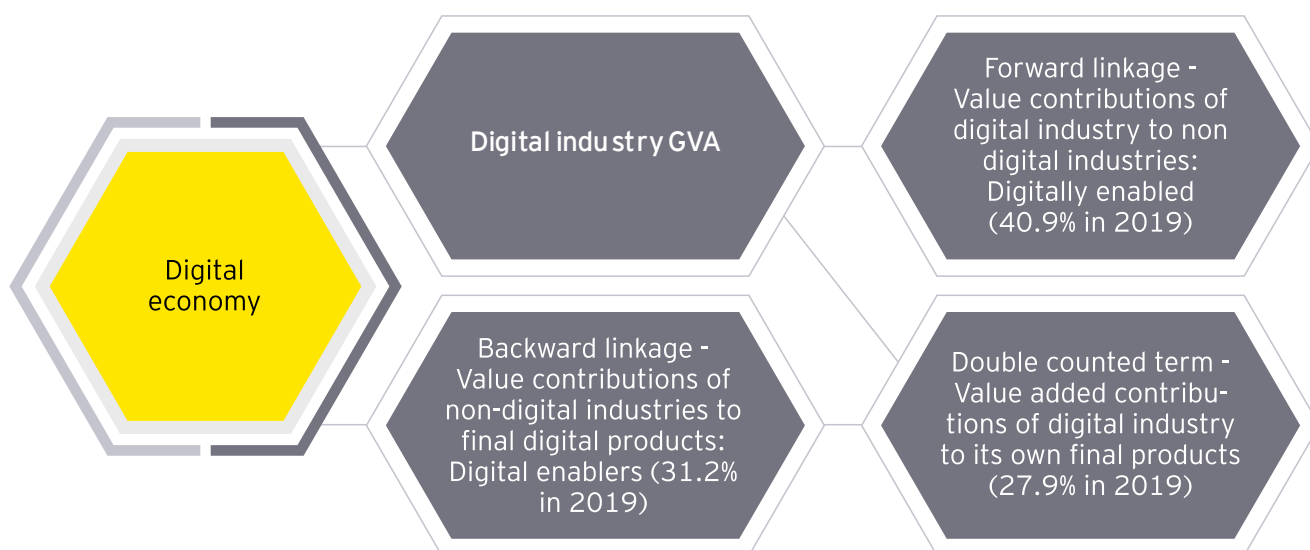 Digital
economy
Digital industry GVA
Forward linkage -
Value contributions of
digital industry to non
digital industries:
Digitally enabled
(40.9% in 2019)
Backward linkage -
Value contributions of
non-digital industries to
final digital products:
Digital enablers (31.2%
in 2019)
Double counted term -
Value added contribu-
tions of digital industry
to its own final products
(27.9% in 2019)